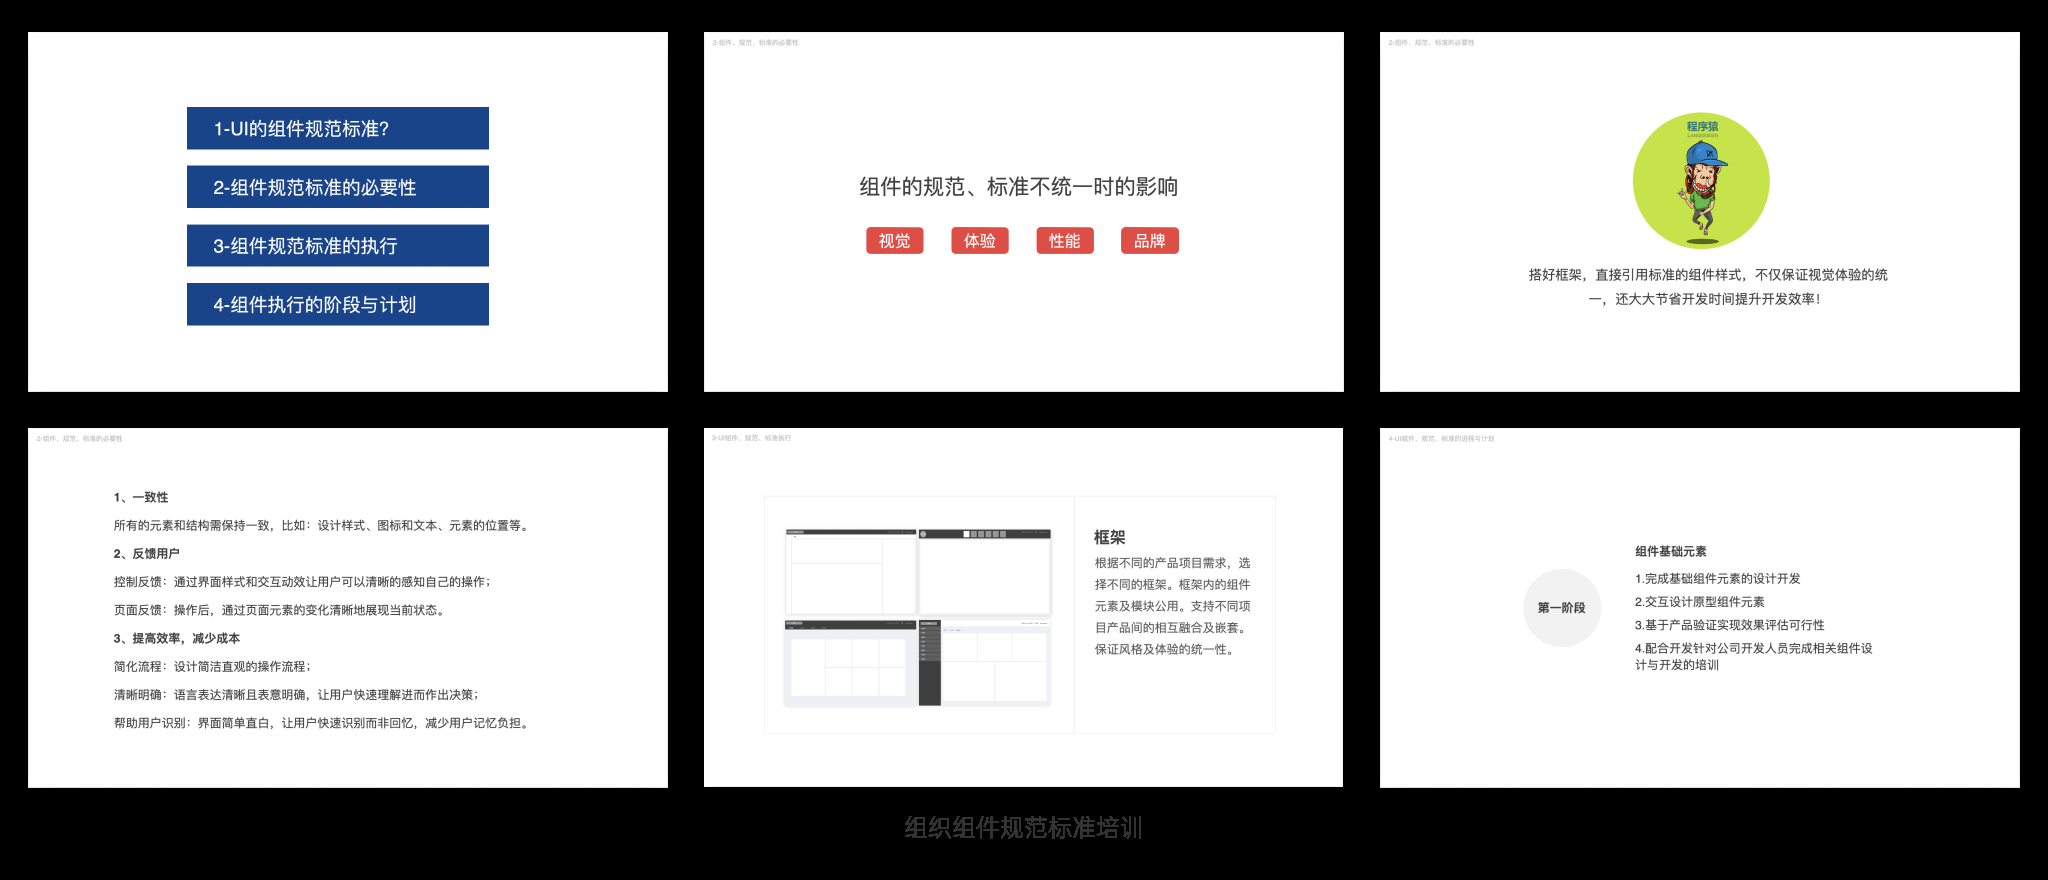 1-UI的组件规范标准?
2-组件规范标准的必要性
3-组件规范标准的执行
4-组件执行的阶段与计划
2-组件、规范、标准的必要性
组件的规范、标准不统一时的影响
视觉
体验
性能
品牌
2-组件、规范、标准的必要性
程序猿
搭好框架，直接引用标准的组件样式，不仅保证视觉体验的统
一，还大大节省开发时间提升开发效率！
2-组件、规范、标准的必要性
1、一致性
所有的元素和结构需保持一致，比如：设计样式、图标和文本、元素的位置等。
2、反馈用户
控制反馈：通过界面样式和交互动效让用户可以清晰的感知自己的操作；
页面反馈：操作后，通过页面元素的变化清晰地展现当前状态。
3、提高效率，减少成本
简化流程：设计简洁直观的操作流程；
清晰明确：语言表达清晰且表意明确，让用户快速理解进而作出决策；
帮助用户识别：界面简单直白，让用户快速识别而非回忆，减少用户记忆负担。
3-UI组件、规范、标准执行
框架
根据不同的产品项目需求，选
择不同的框架。框架内的组件
元素及模块公用。支持不同项
目产品间的相互融合及嵌套。
保证风格及体验的统一性。
4-UI组件、规范、标准的进程与计划
第一阶段
组件基础元素
1.完成基础组件元素的设计开发
2.交互设计原型组件元素
3.基于产品验证实现效果评估可行性
4.配合开发针对公司开发人员完成相关组件设
计与开发的培训
组织组件规范标准培训